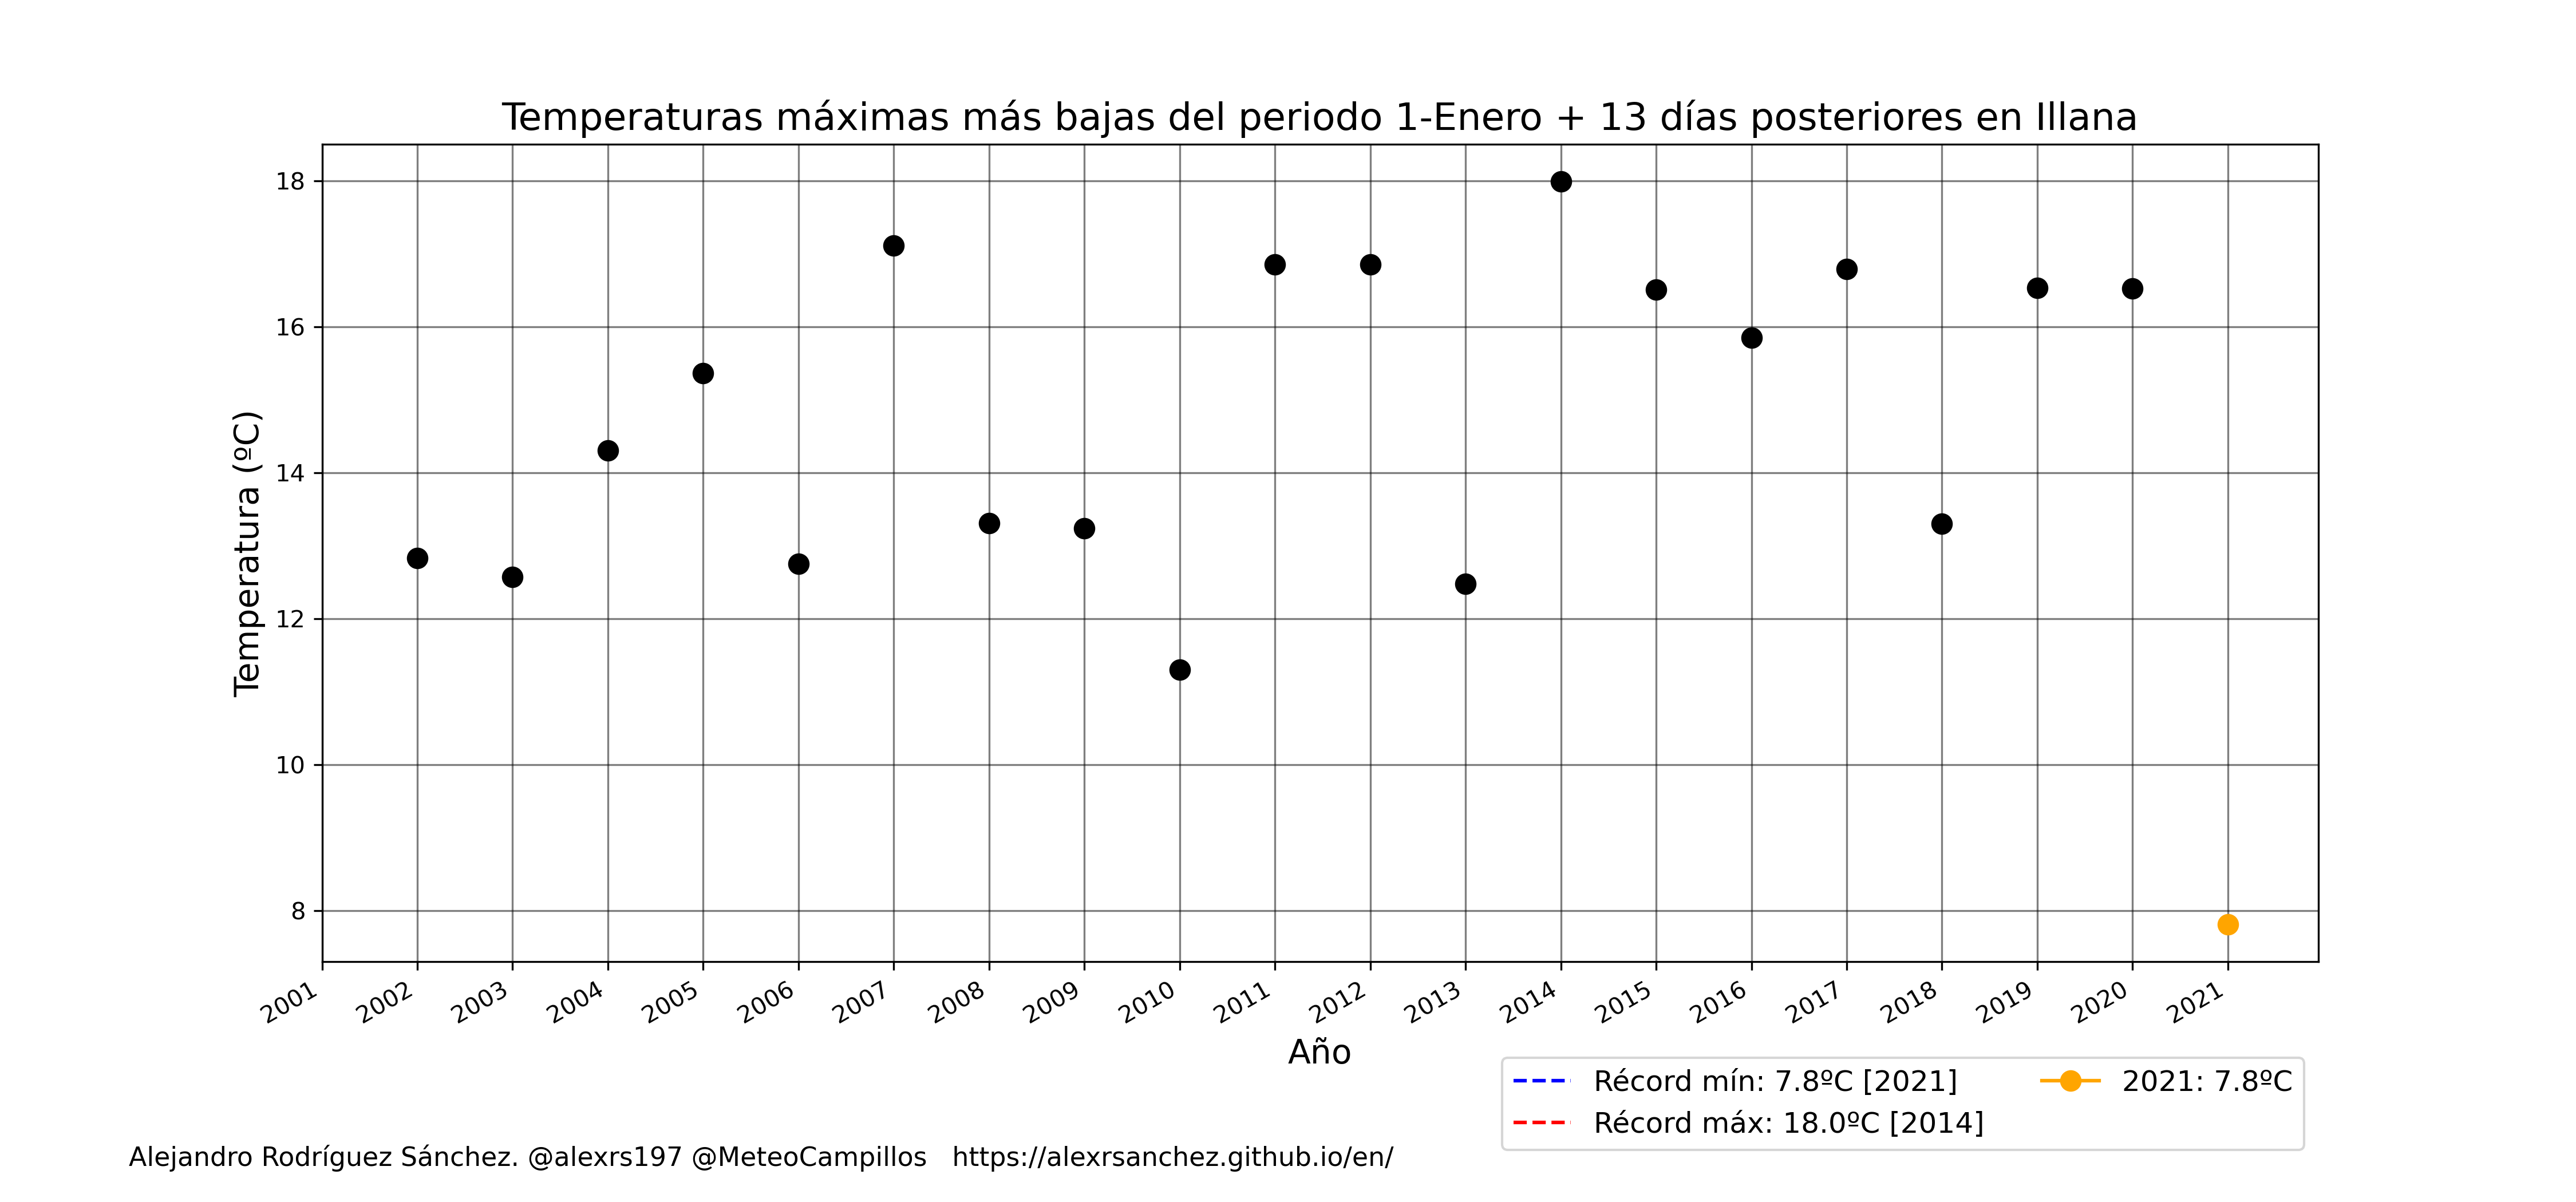 Temperaturas máximas más bajas del periodo 1-Enero + 13 días posteriores en Illana
Temperatura (ºC)
18
16
14
12
10
8
2001 2002 2003 2004 2005 2006 2007 2008 2009 2010 2011 2012 2013 2014 2015 2016 2017 2018 2019 2020 2021
Año
Récord mín: 7.8ºC [2021]
Récord máx: 18.0ºC [2014]
2021: 7.8ºC
Alejandro Rodríguez Sánchez. @alexrs197 @MeteoCampillos https://alexrsanchez.github.io/en/